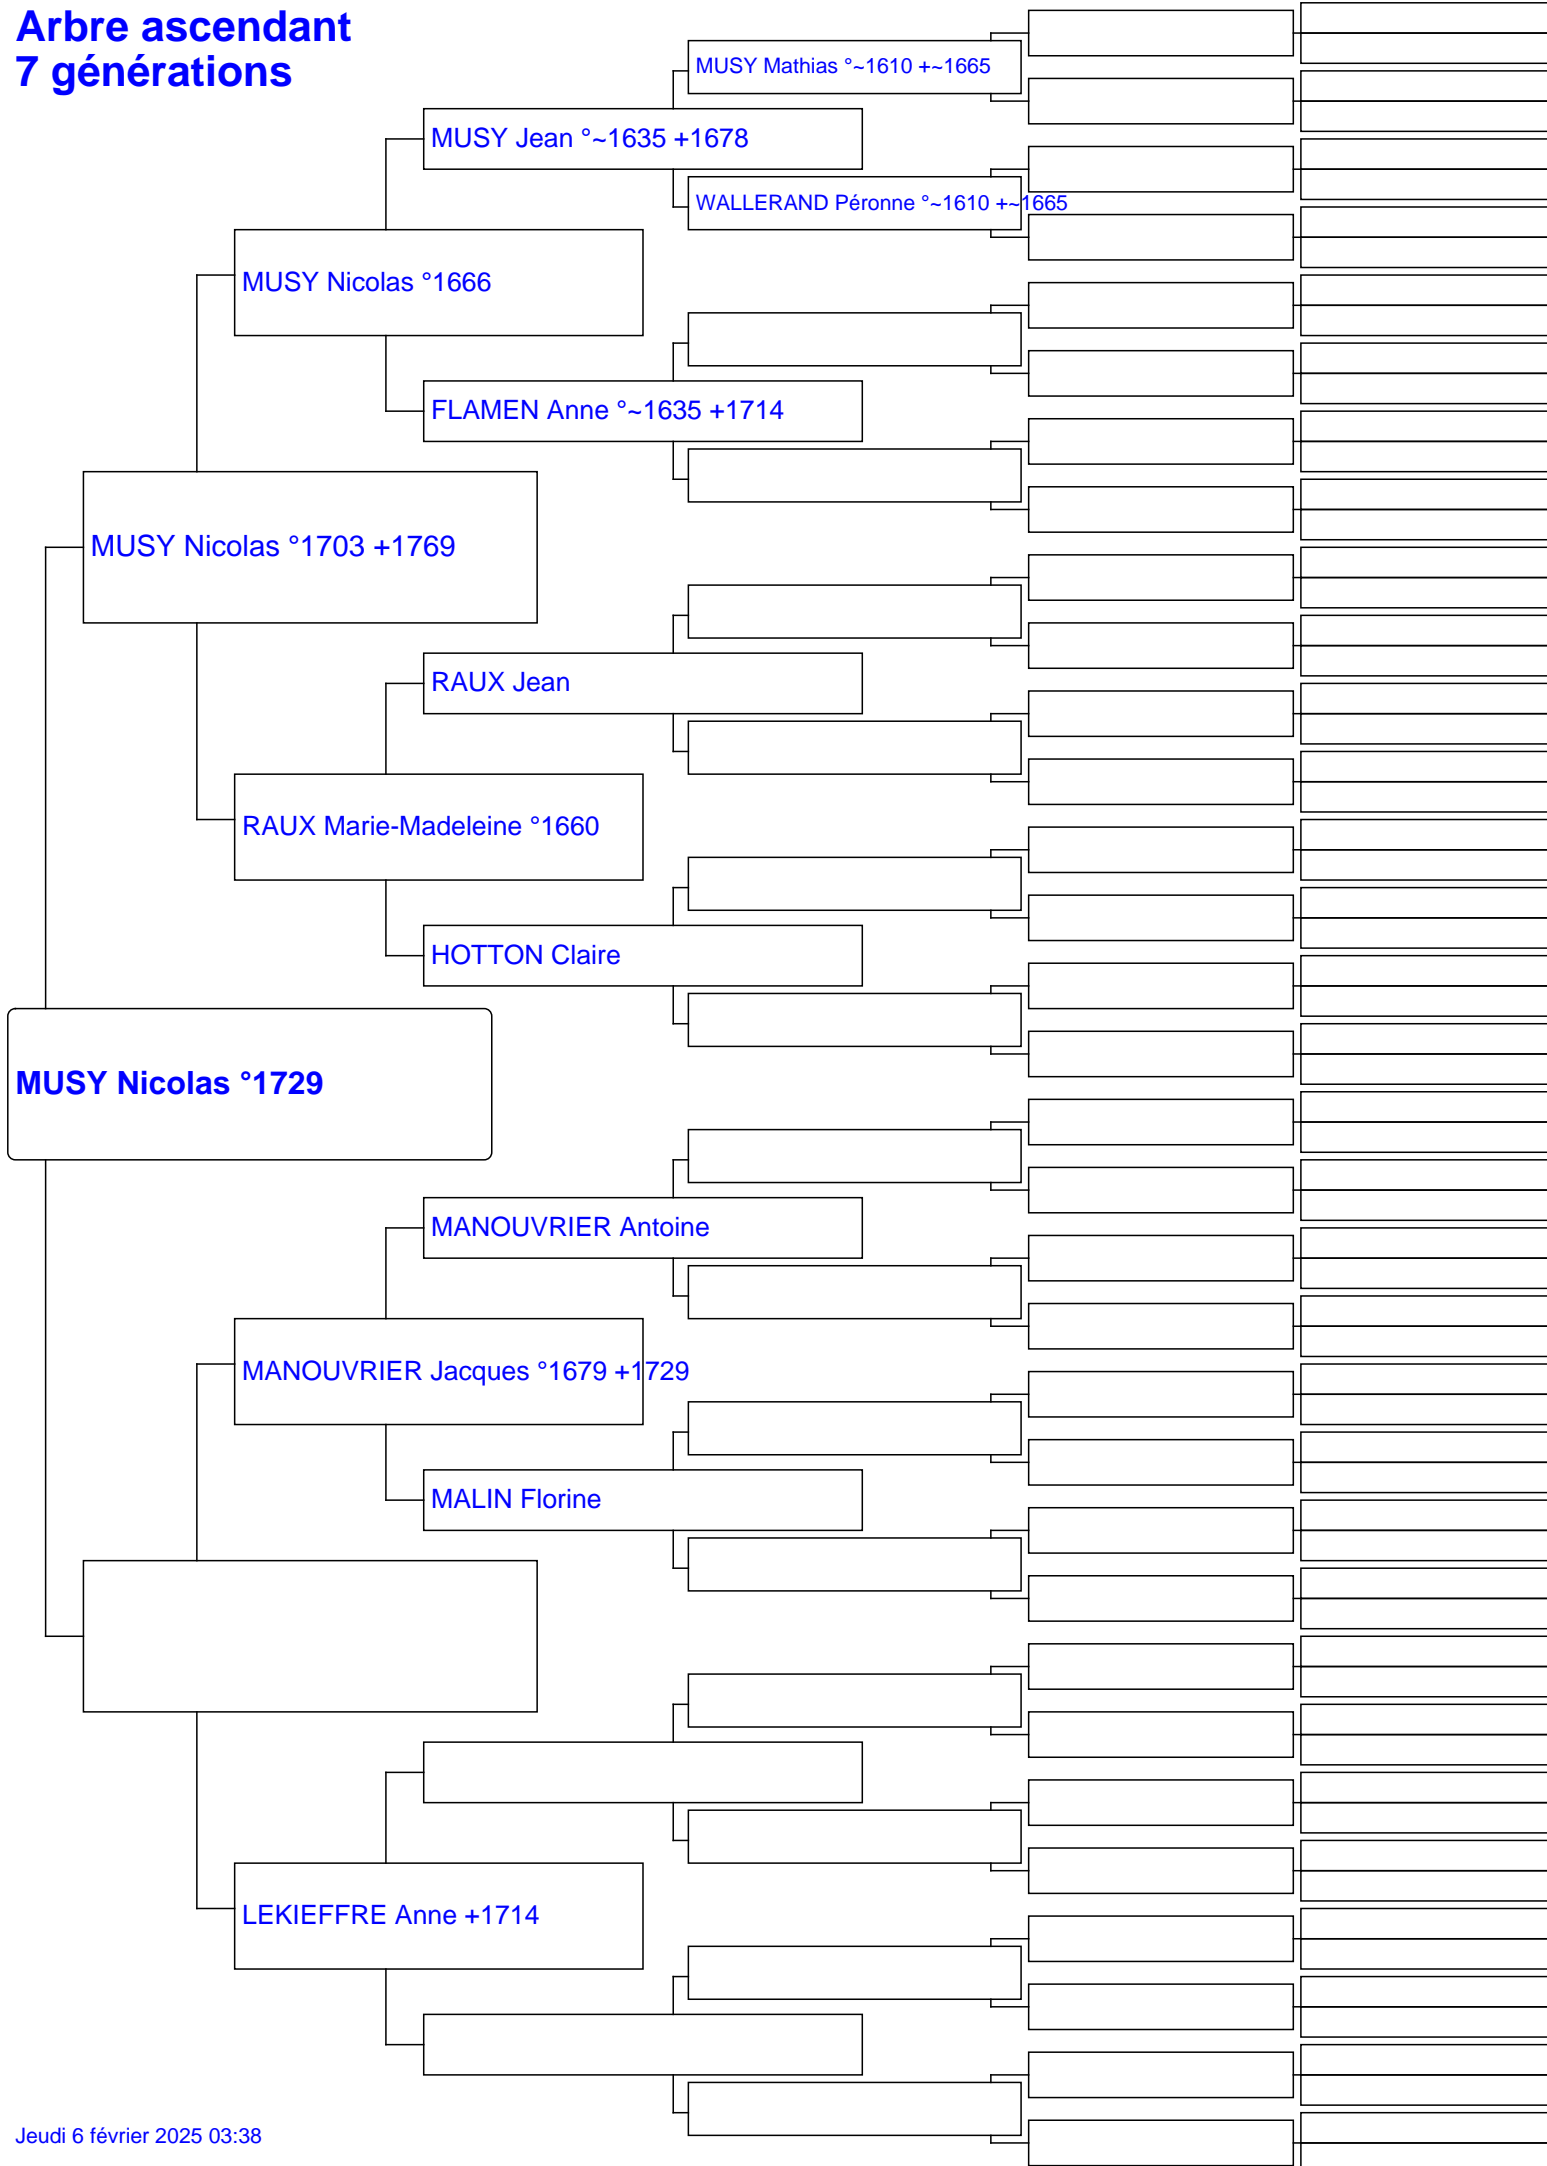 Arbre ascendant
7 générations
MUSY Mathias °~1610 +~1665
MUSY Jean °~1635 +1678
WALLERAND Péronne °~1610 +~1665
MUSY Nicolas °1666
FLAMEN Anne °~1635 +1714
MUSY Nicolas °1703 +1769
RAUX Jean
RAUX Marie-Madeleine °1660
HOTTON Claire
MUSY Nicolas °1729
MANOUVRIER Antoine
MANOUVRIER Jacques °1679 +1729
MALIN Florine
LEKIEFFRE Anne +1714
Jeudi 6 février 2025 03:38